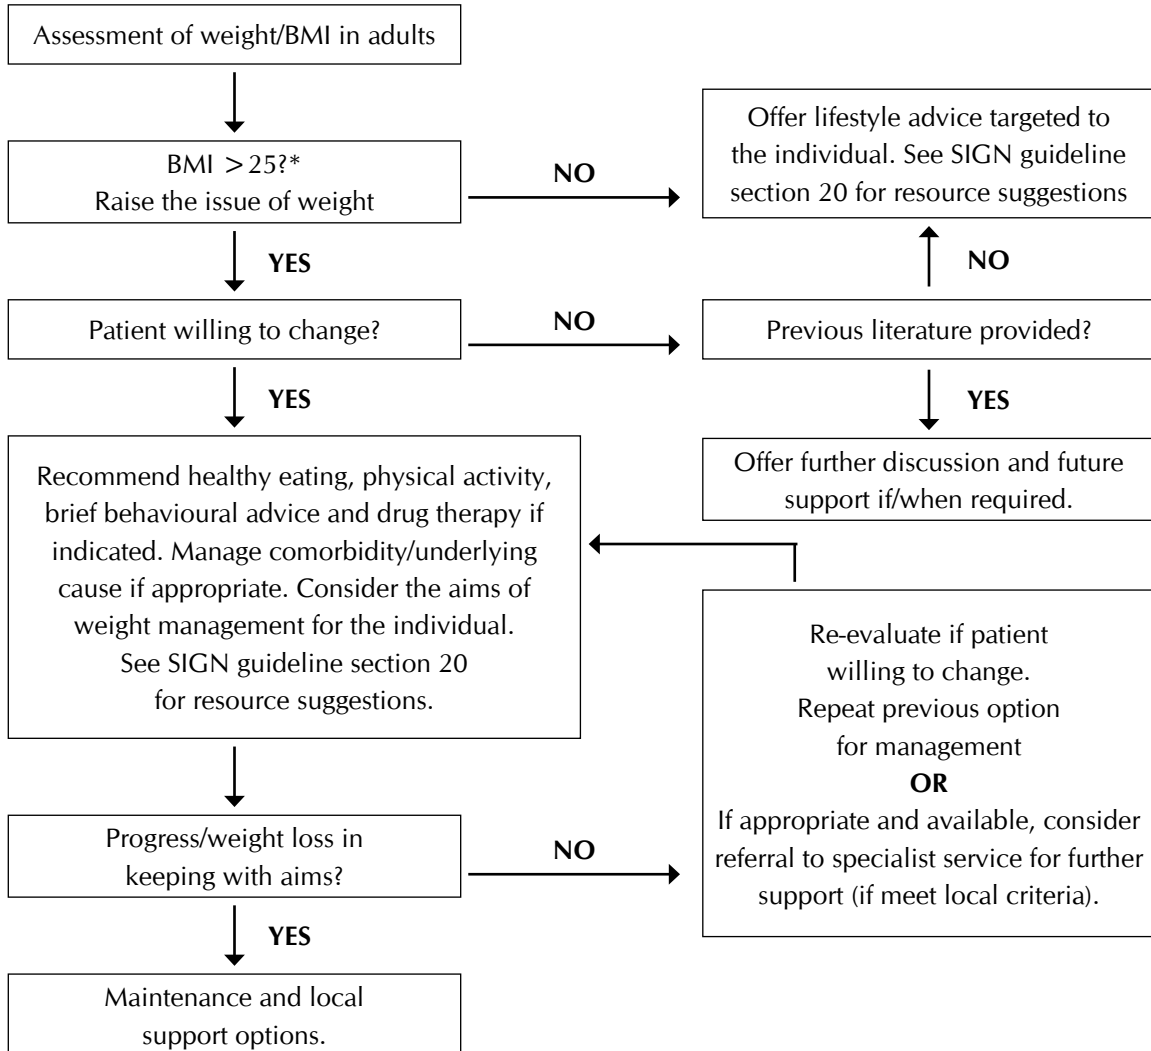 Assessment of weight/BMI in adults
BMI >25?*
Raise the issue of weight
NO
Offer lifestyle advice targeted to
the individual. See SIGN guideline
section 20 for resource suggestions
YES
NO
Patient willing to change?
NO
Previous literature provided?
YES
YES
Recommend healthy eating, physical activity,
brief behavioural advice and drug therapy if
indicated. Manage comorbidity/underlying
cause if appropriate. Consider the aims of
weight management for the individual.
See SIGN guideline section 20
for resource suggestions.
Offer further discussion and future
support if/when required.
Re-evaluate if patient
willing to change.
Repeat previous option
for management
OR
If appropriate and available, consider
referral to specialist service for further
support (if meet local criteria).
Progress/weight loss in
keeping with aims?
NO
YES
Maintenance and local
support options.